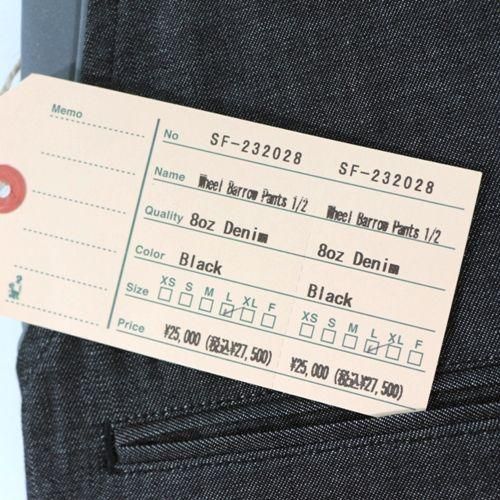 Memo
No SF-232028 SF-232028
Name Wheel Barrow Pants 1/2 Wheel Barrow Pants 1/2
Quality 8oz Denim 8oz Denim
Color Black Black
Size XS S M L XL F XS S M L XL F
Price ¥25,000 (税込¥27,500) ¥25,000 (税込¥27,500)